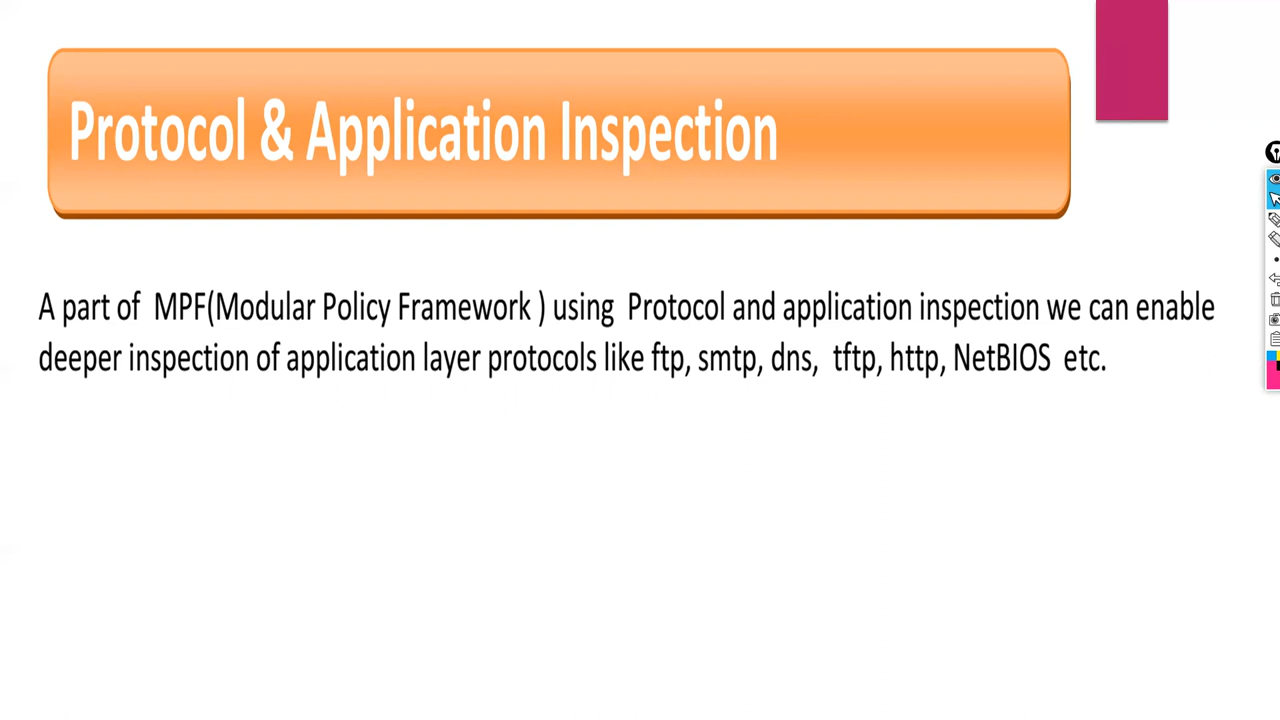 Protocol & Application Inspection
A part of MPF(Modular Policy Framework ) using Protocol and application inspection we can enable
deeper inspection of application layer protocols like ftp, smtp, dns, tftp, http, NetBIOS etc.